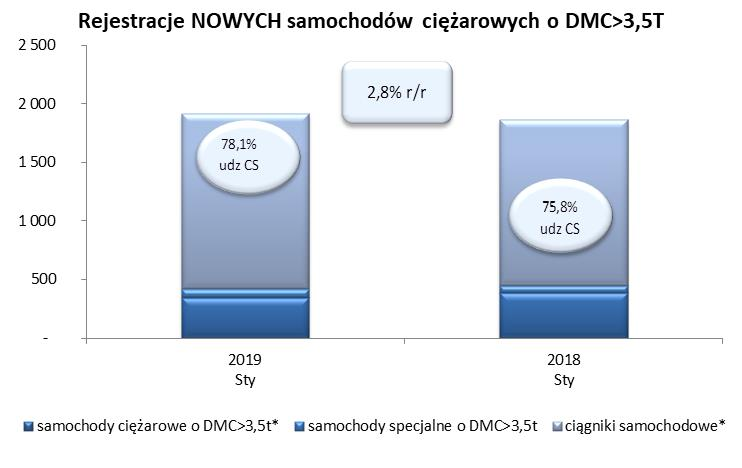 Rejestracje NOWYCH samochodów ciężarowych o DMC>3,5T
2 500
2 000
1 500
1 000
500
-
2,8% r/r
78,1%
udz CS
75,8%
udz CS
2019
Sty
2018
Sty
samochody ciężarowe o DMC>3,5t*
samochody specjalne o DMC>3,5t
ciągniki samochodowe*